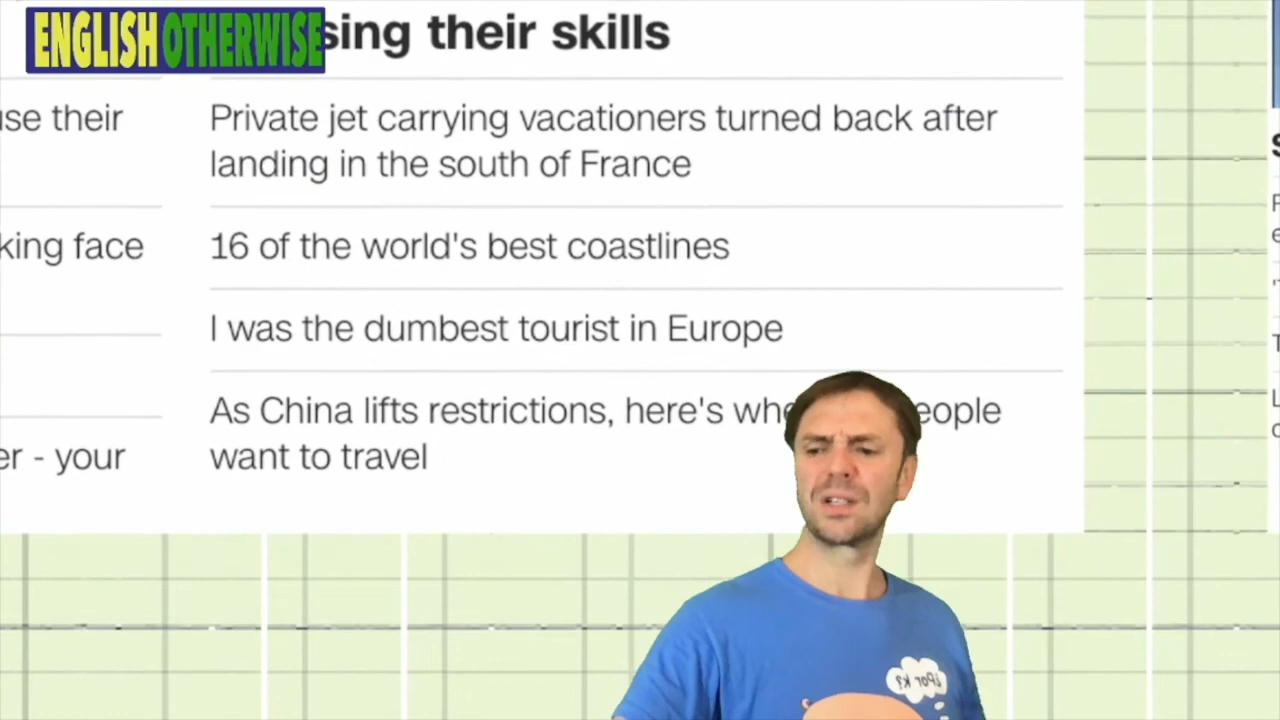 ENGLISH OTHERWISE
sing their skills
Private jet carrying vacationers turned back after
landing in the south of France
16 of the world's best coastlines
I was the dumbest tourist in Europe
As China lifts restrictions, here's
want to travel
use their
king face
er - your
¿Por k?